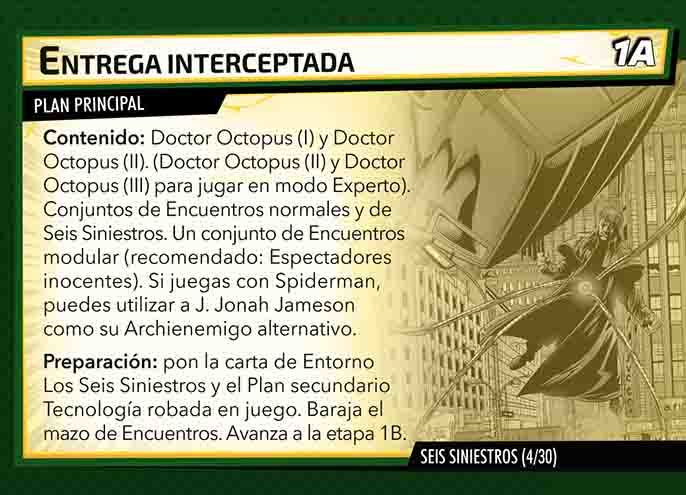 ENTREGA INTERCEPTADA
1A
PLAN PRINCIPAL
Contenido: Doctor Octopus (I) y Doctor
Octopus (II). (Doctor Octopus (II) y Doctor
Octopus (III) para jugar en modo Experto).
Conjuntos de Encuentros normales y de
Seis Siniestros. Un conjunto de Encuentros
modular (recomendado: Espectadores
inocentes). Si juegas con Spiderman,
puedes utilizar a J. Jonah Jameson
como su Archienemigo alternativo.
Preparación: pon la carta de Entorno
Los Seis Siniestros y el Plan secundario
Tecnología robada en juego. Baraja el
mazo de Encuentros. Avanza a la etapa 1B.
SEIS SINIESTROS (4/30)